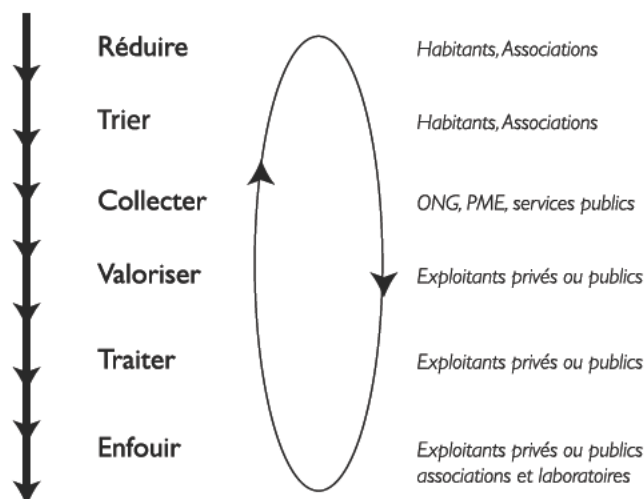 Réduire
Habitants, Associations
Trier
Habitants, Associations
Collecter
ONG, PME, services publics
Valoriser
Exploitants privés ou publics
Traiter
Exploitants privés ou publics
Enfouir
Exploitants privés ou publics
associations et laboratoires